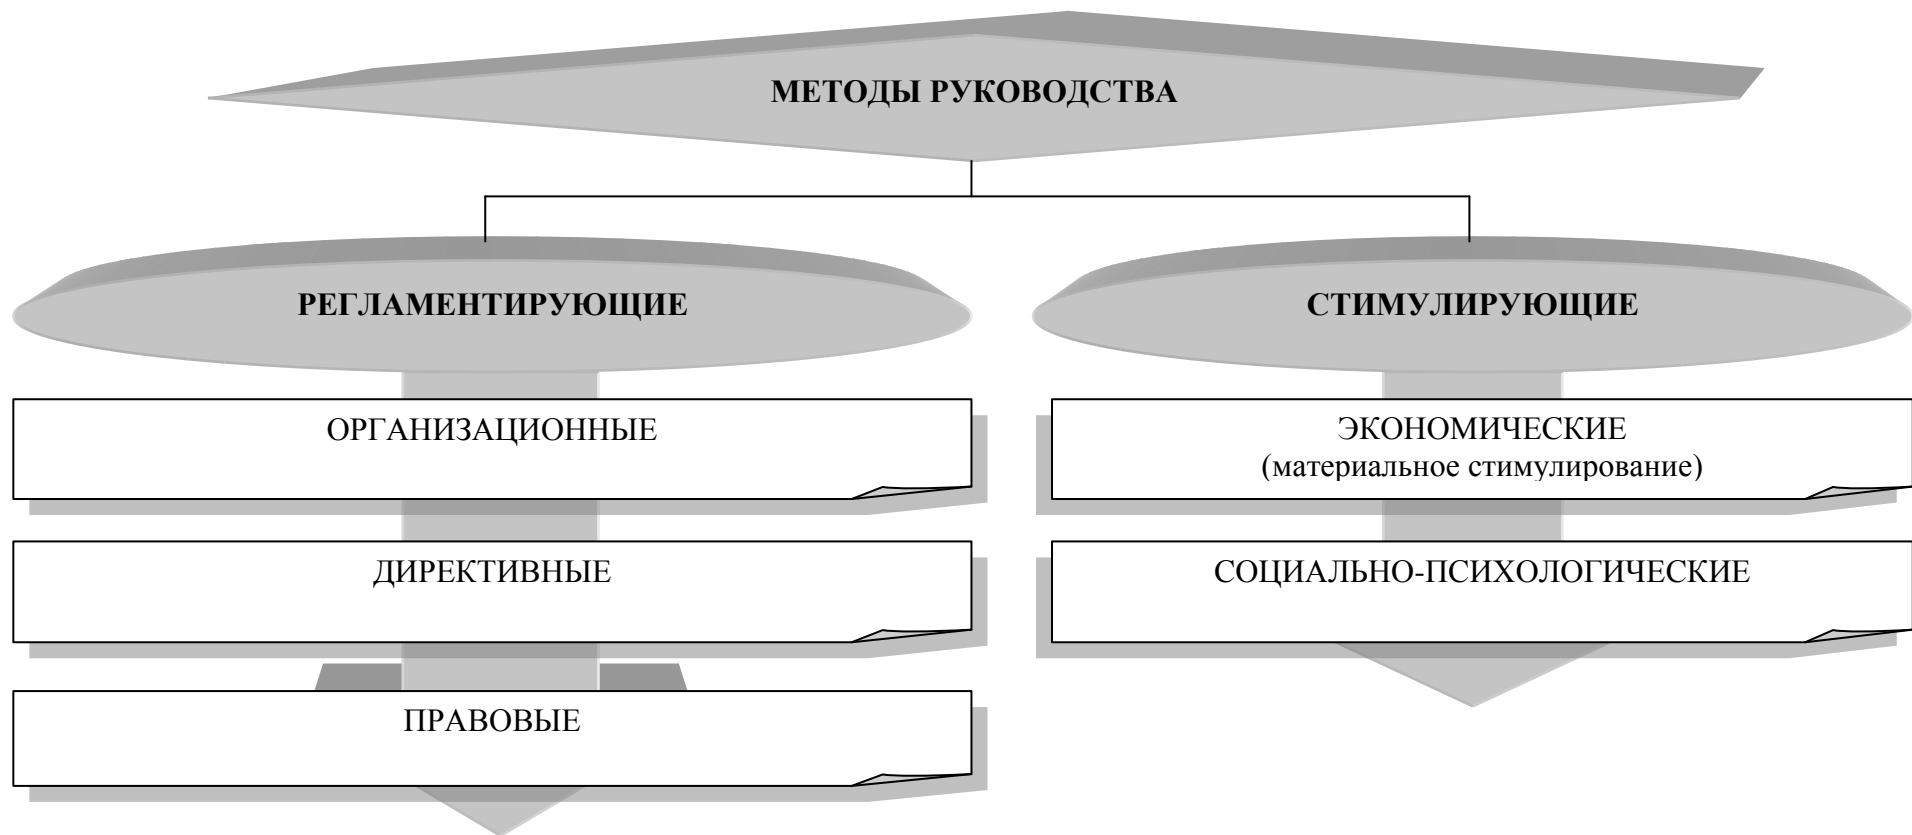 МЕТОДЫ РУКОВОДСТВА
РЕГЛАМЕНТИРУЮЩИЕ
ОРГАНИЗАЦИОННЫЕ
ДИРЕКТИВНЫЕ
ПРАВОВЫЕ
СТИМУЛИРУЮЩИЕ
ЭКОНОМИЧЕСКИЕ
(материальное стимулирование)
СОЦИАЛЬНО-ПСИХОЛОГИЧЕСКИЕ